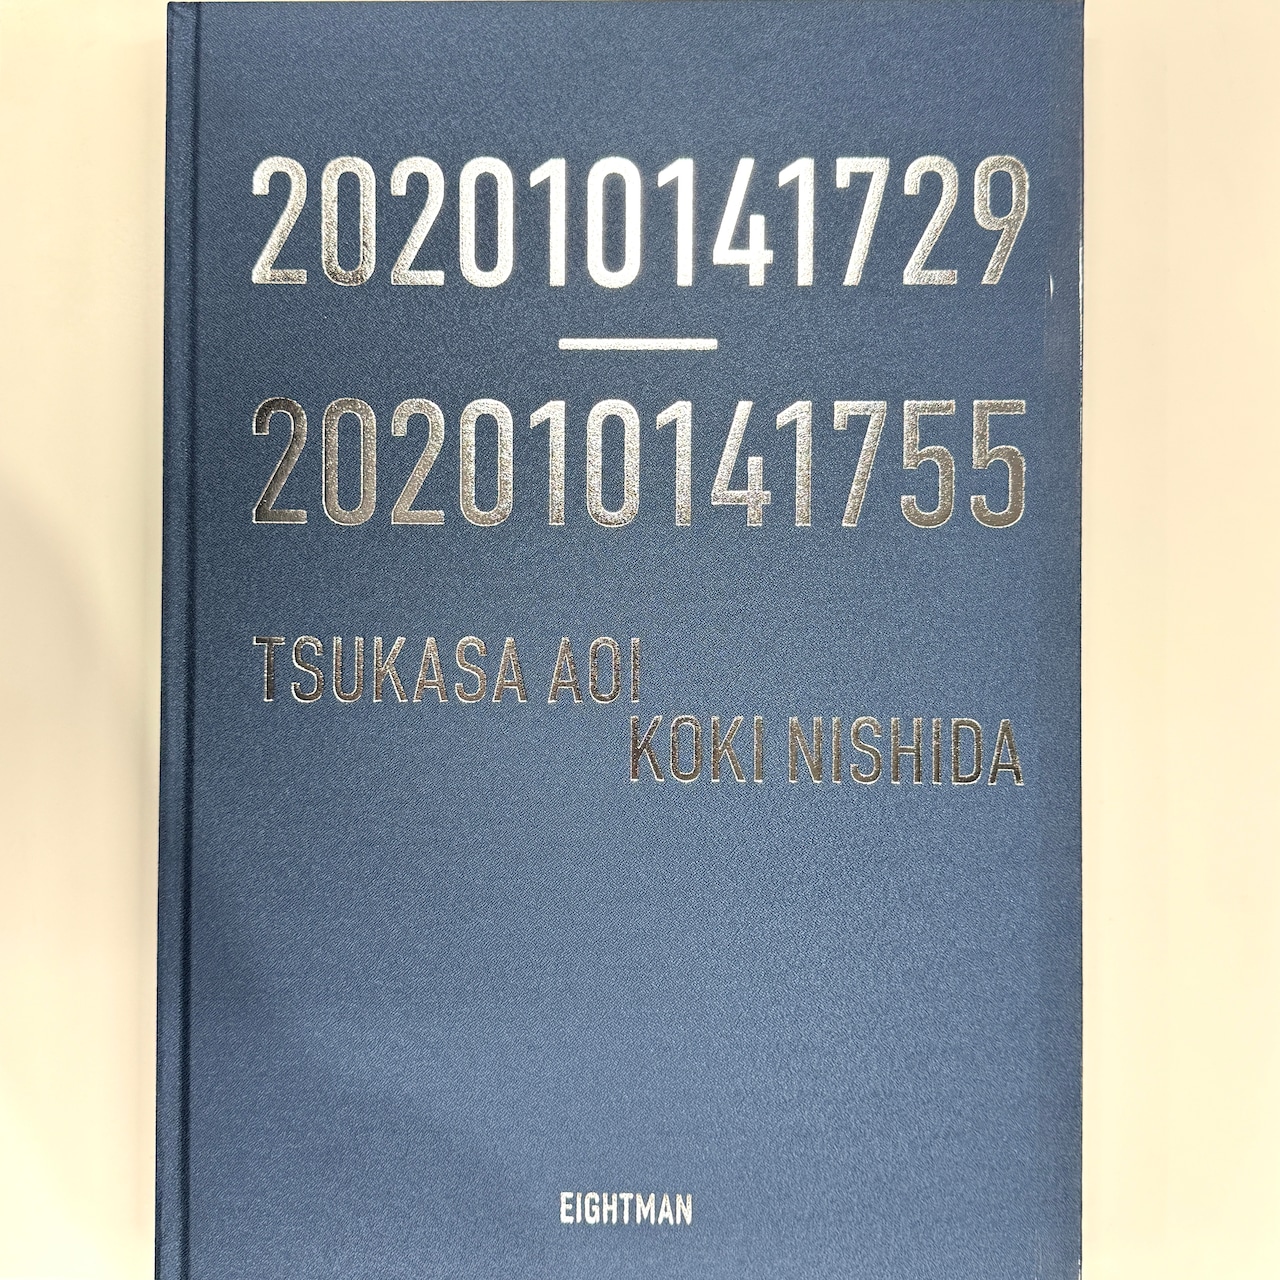 202010141729
—
202010141755
TSUKASA AOI
KOKI NISHIDA
EIGHTMAN